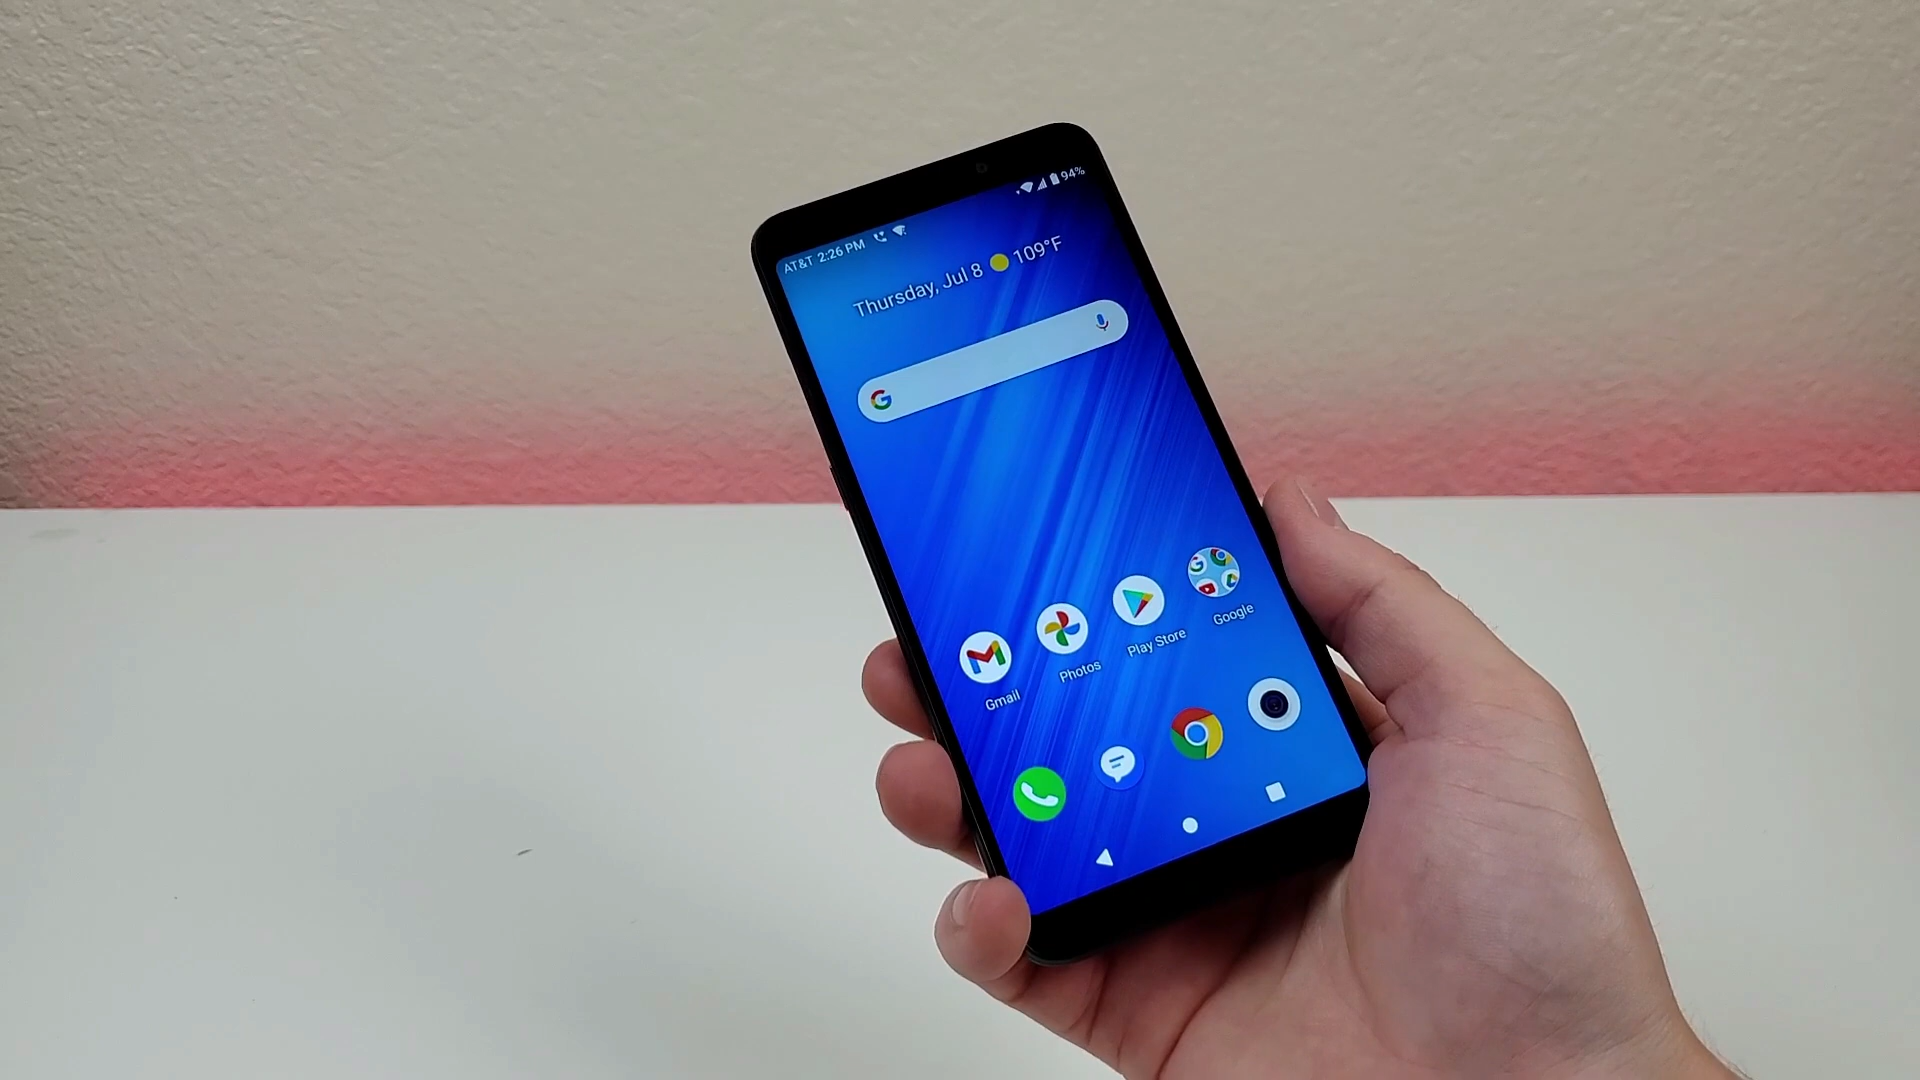 AT&T 2:26 PM 94%
Thursday, Jul 8 109°F
G
Gmail Photos Play Store Google